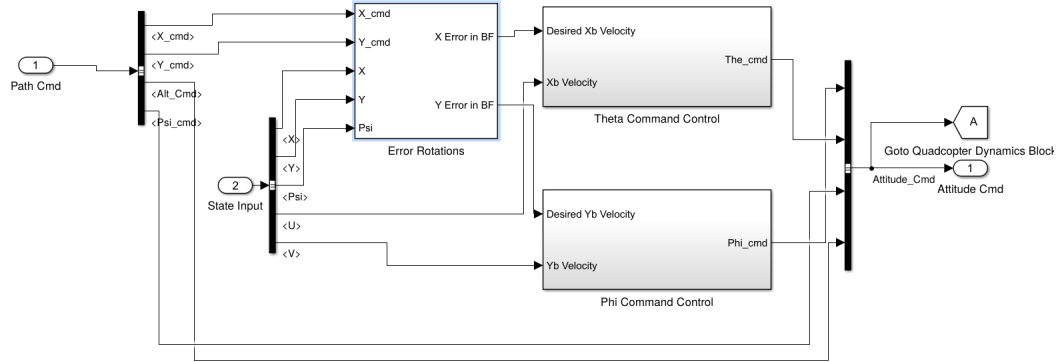 1
Path Cmd
<X_cmd>
<Y_cmd>
<Alt_Cmd>
<Psi_cmd>
2
State Input
<X>
<Y>
<Psi>
<U>
<V>
X_cmd
Y_cmd
X
Y
Psi
X Error in BF
Y Error in BF
Error Rotations
Desired Xb Velocity
Xb Velocity
The_cmd
Theta Command Control
Desired Yb Velocity
Yb Velocity
Phi_cmd
Phi Command Control
A
Goto Quadcopter Dynamics Block
Attitude_Cmd
1
Attitude Cmd